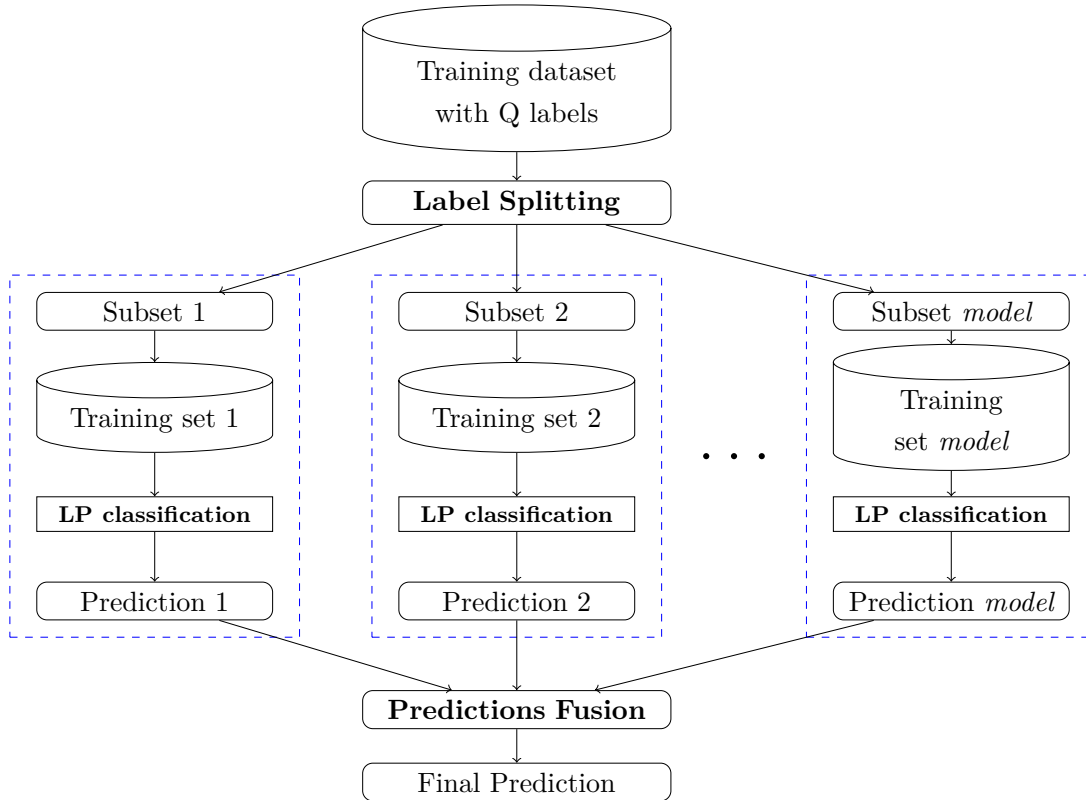 Training dataset
with Q labels
Label Splitting
Subset 1
Subset 2
Subset model
Training set 1
Training set 2
Training
set model
. . .
LP classification
LP classification
LP classification
Prediction 1
Prediction 2
Prediction model
Predictions Fusion
Final Prediction